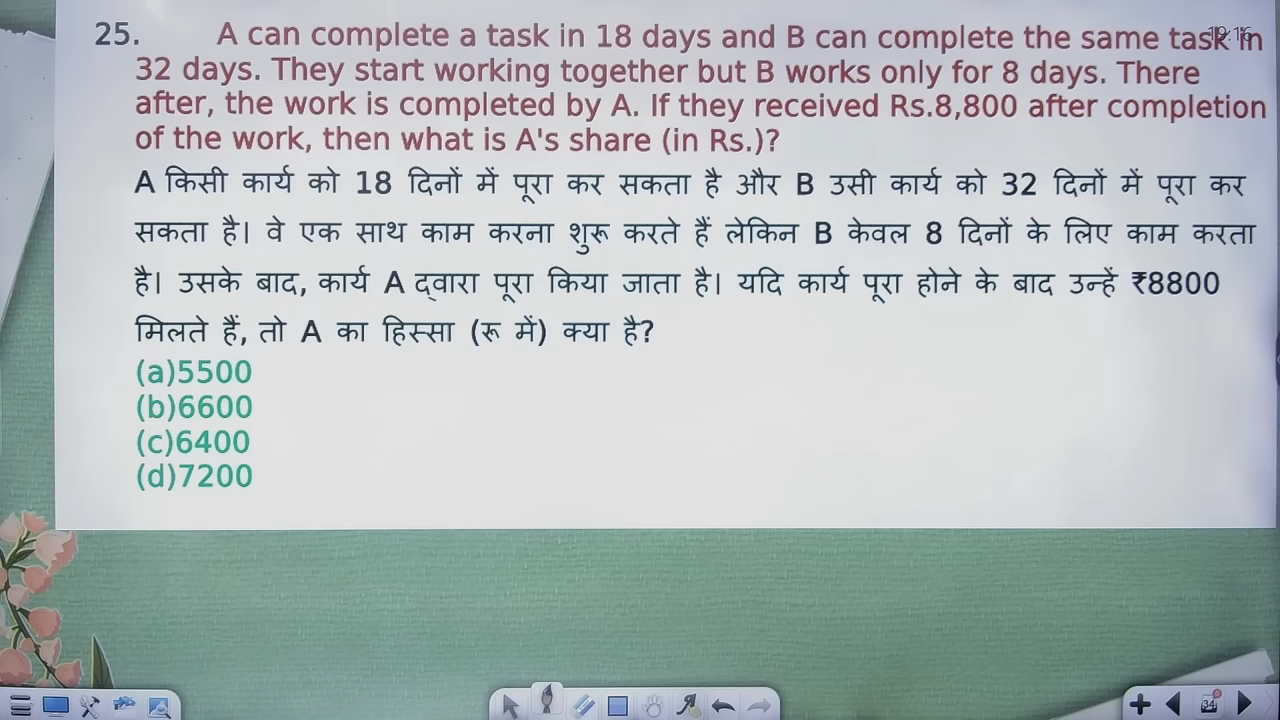 25. A can complete a task in 18 days and B can complete the same task in
32 days. They start working together but B works only for 8 days. There
after, the work is completed by A. If they received Rs.8,800 after completion
of the work, then what is A's share (in Rs.)?
A किसी कार्य को 18 दिनों में पूरा कर सकता है और B उसी कार्य को 32 दिनों में पूरा कर
सकता है। वे एक साथ काम करना शुरू करते हैं लेकिन B केवल 8 दिनों के लिए काम करता
है। उसके बाद, कार्य A द्वारा पूरा किया जाता है। यदि कार्य पूरा होने के बाद उन्हें ₹8800
मिलते हैं, तो A का हिस्सा (रू में) क्या है?
(a)5500
(b)6600
(c)6400
(d)7200
34